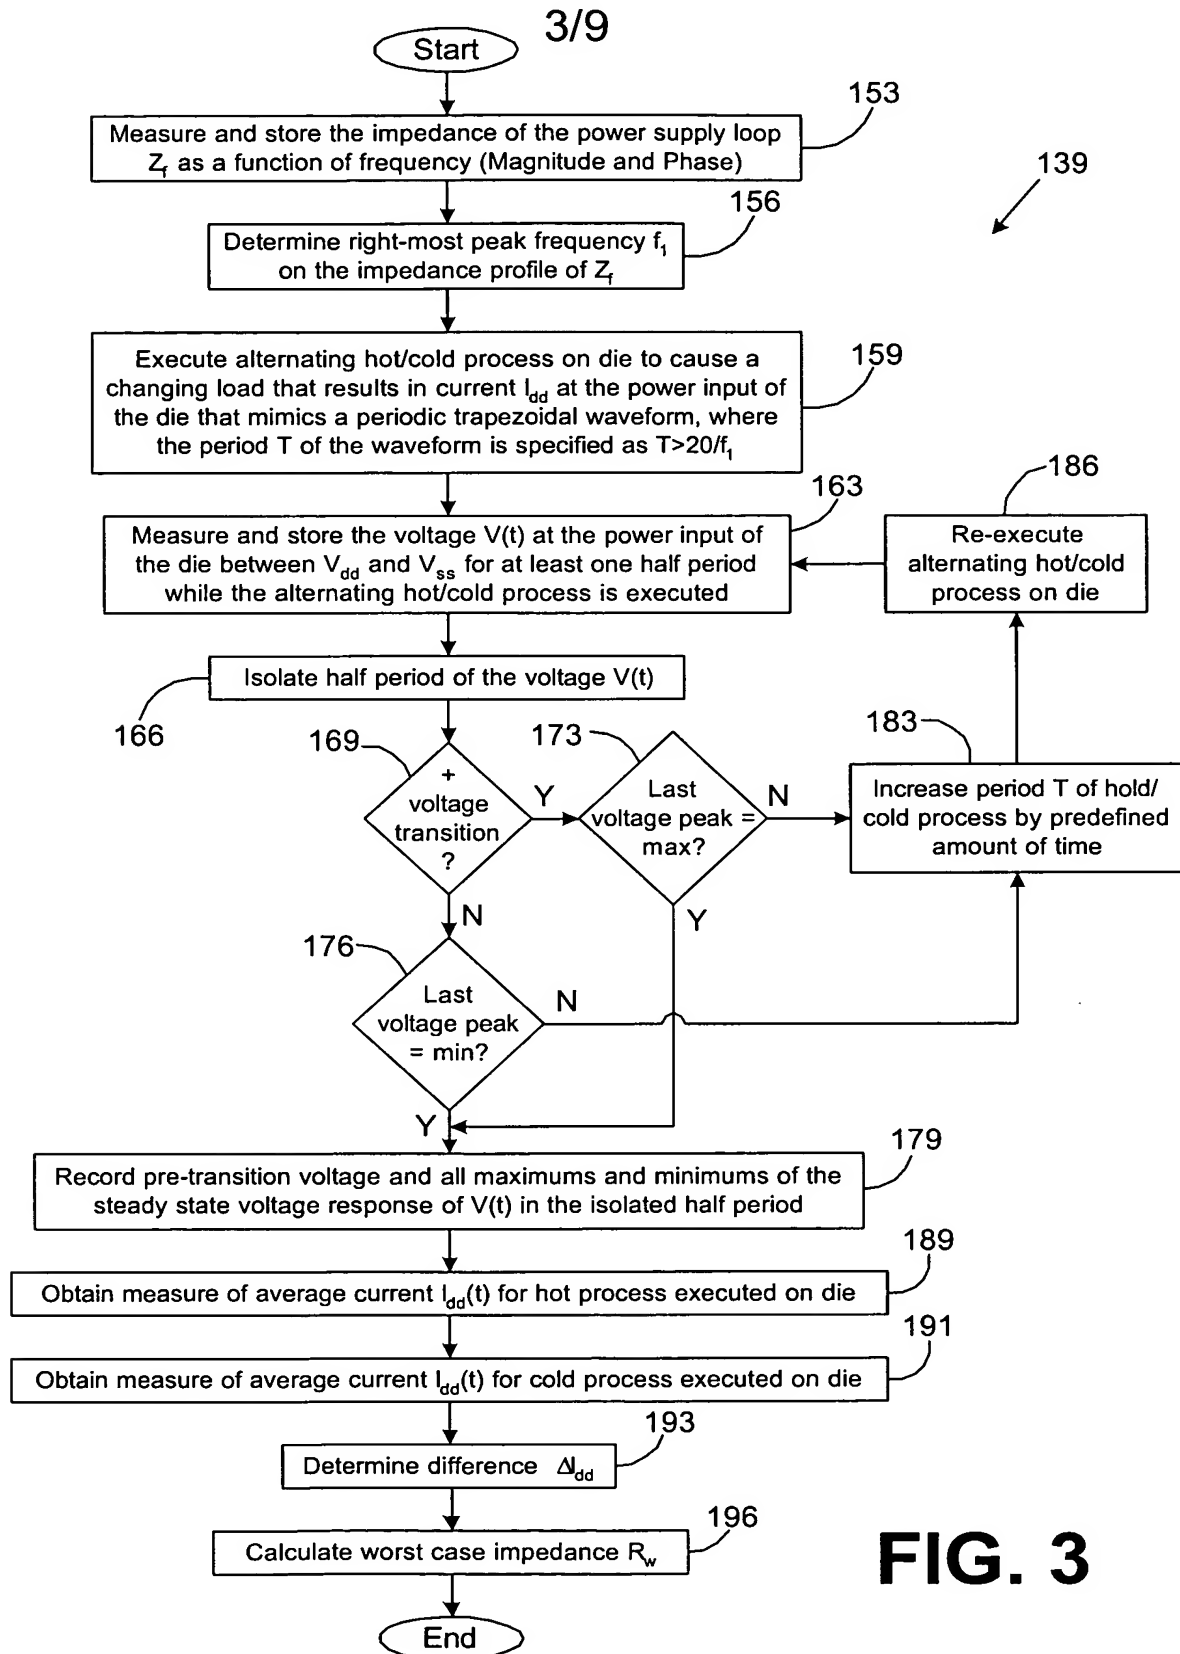 3/9
Start
153
Measure and store the impedance of the power supply loop
Zf as a function of frequency (Magnitude and Phase)
139
156
Determine right-most peak frequency f1
on the impedance profile of Zf
159
Execute alternating hot/cold process on die to cause a
changing load that results in current Idd at the power input of
the die that mimics a periodic trapezoidal waveform, where
the period T of the waveform is specified as T>20/f1
163
Measure and store the voltage V(t) at the power input of
the die between Vdd and Vss for at least one half period
while the alternating hot/cold process is executed
186
Re-execute
alternating hot/cold
process on die
Isolate half period of the voltage V(t)
166
169
+
voltage
transition
?
Y
N
173
Last
voltage peak =
max?
N
Y
183
Increase period T of hold/
cold process by predefined
amount of time
176
Last
voltage peak
= min?
N
Y
179
Record pre-transition voltage and all maximums and minimums of the
steady state voltage response of V(t) in the isolated half period
189
Obtain measure of average current Idd(t) for hot process executed on die
191
Obtain measure of average current Idd(t) for cold process executed on die
193
Determine difference ΔIdd
196
Calculate worst case impedance Rw
End
FIG. 3